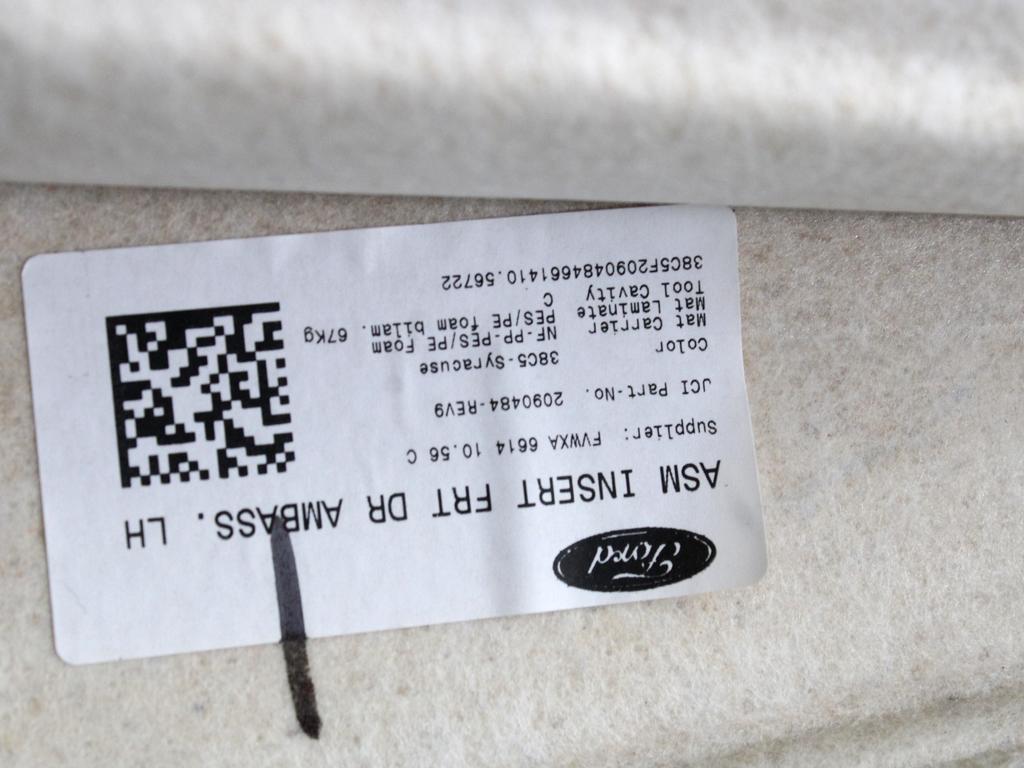 Ford
ASM INSERT FRT DR AMBASS. LH
Supplier: FVWXA 6614 10.56 C
JCI Part-No. 2090484-REV9
Color 38C5-Syracuse
Mat Carrier NF-PP-PES/PE Foam
Mat Laminate PES/PE foam bilam. 67Kg
Tool Cavity C
38C5F2090484661410.56722